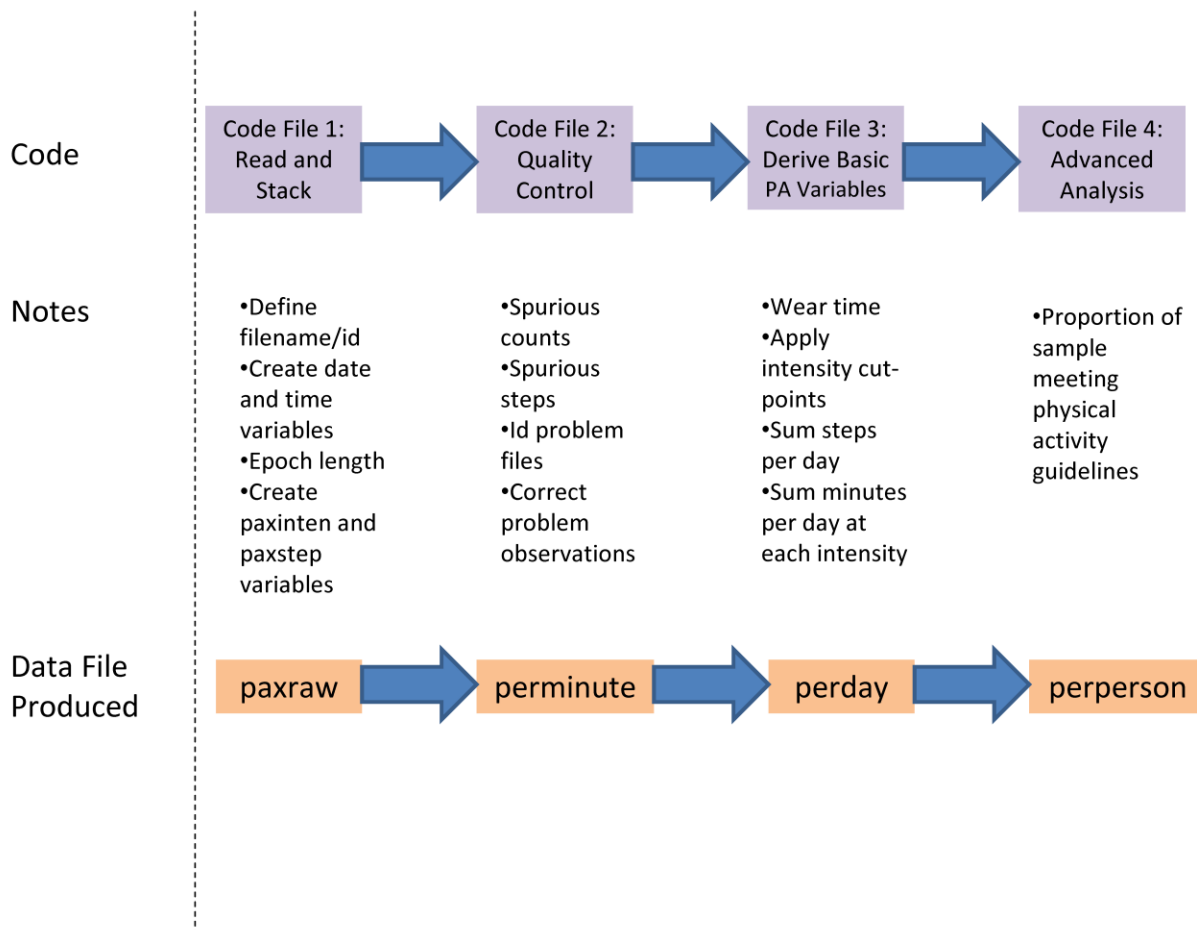 Code
Code File 1:
Read and
Stack
Code File 2:
Quality
Control
Code File 3:
Derive Basic
PA Variables
Code File 4:
Advanced
Analysis
Notes
•Define
filename/id
•Create date
and time
variables
•Epoch length
•Create
paxinten and
paxstep
variables
•Spurious
counts
•Spurious
steps
•Id problem
files
•Correct
problem
observations
•Wear time
•Apply
intensity cut-
points
•Sum steps
per day
•Sum minutes
per day at
each intensity
•Proportion of
sample
meeting
physical
activity
guidelines
Data File
Produced
paxraw
perminute
perday
perperson